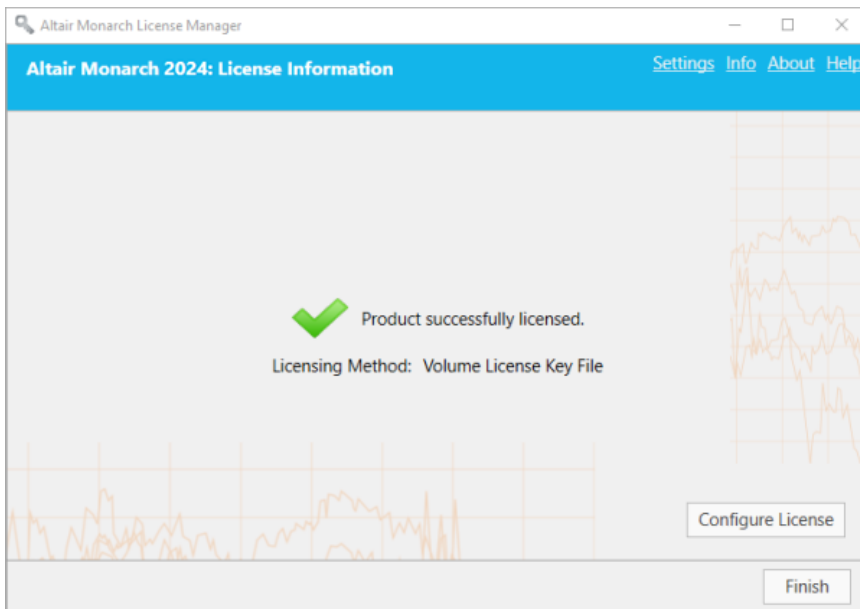 Altair Monarch License Manager
Altair Monarch 2024: License Information
Settings Info About Help
Product successfully licensed.
Licensing Method: Volume License Key File
Configure License
Finish